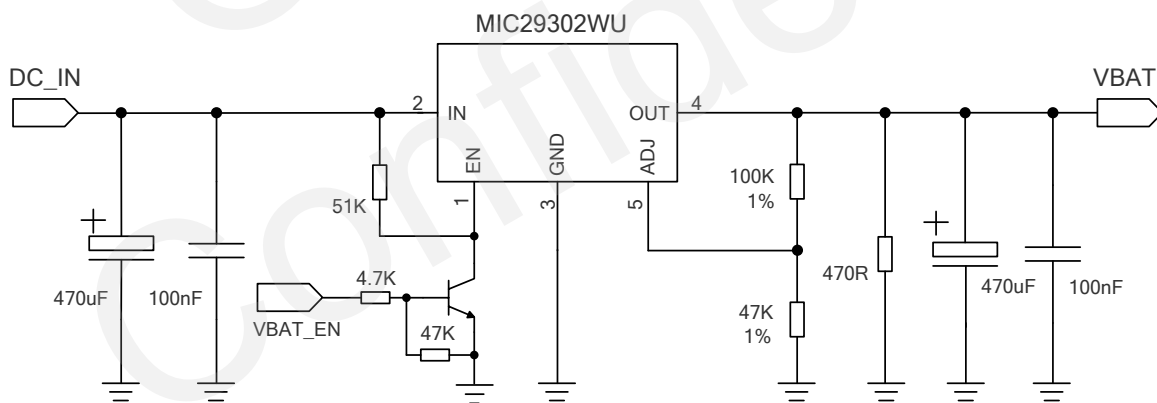 MIC29302WU
DC_IN
VBAT
2
IN
OUT
4
EN
GND
ADJ
1
3
5
51K
100K
1%
470uF
100nF
4.7K
VBAT_EN
47K
47K
1%
470R
470uF
100nF
Confide